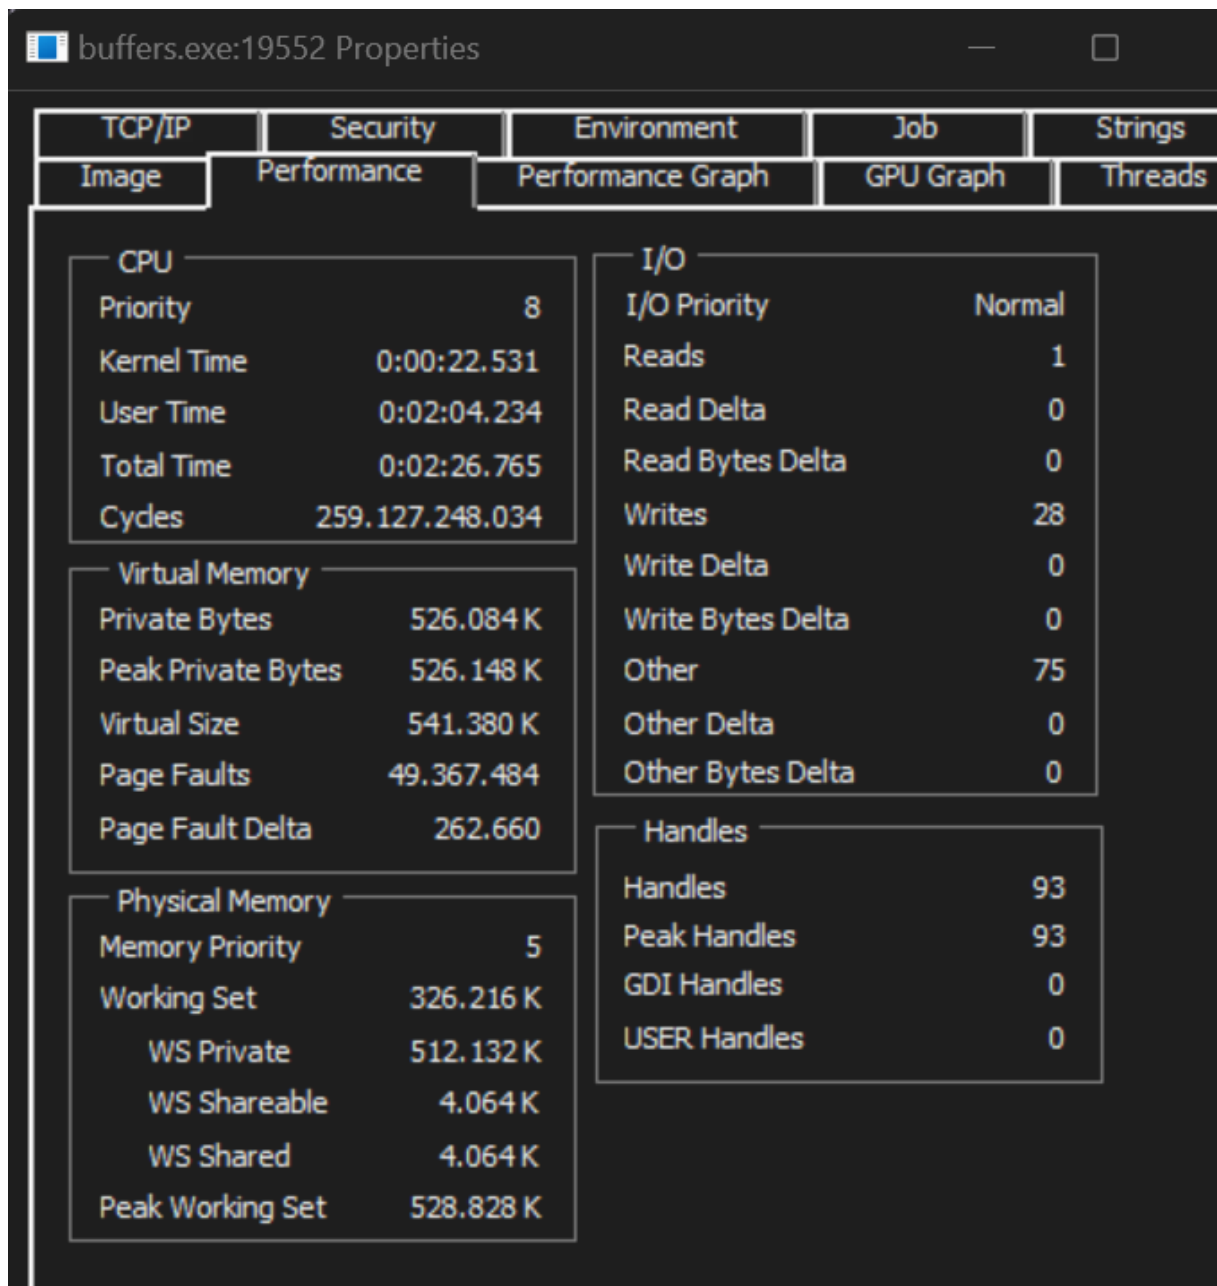 buffers.exe:19552 Properties
TCP/IP Security Environment Job Strings
Image Performance Performance Graph GPU Graph Threads
CPU
Priority 8
Kernel Time 0:00:22.531
User Time 0:02:04.234
Total Time 0:02:26.765
Cycles 259.127.248.034
Virtual Memory
Private Bytes 526.084 K
Peak Private Bytes 526.148 K
Virtual Size 541.380 K
Page Faults 49.367.484
Page Fault Delta 262.660
Physical Memory
Memory Priority 5
Working Set 326.216 K
WS Private 512.132 K
WS Shareable 4.064 K
WS Shared 4.064 K
Peak Working Set 528.828 K
I/O
I/O Priority Normal
Reads 1
Read Delta 0
Read Bytes Delta 0
Writes 28
Write Delta 0
Write Bytes Delta 0
Other 75
Other Delta 0
Other Bytes Delta 0
Handles
Handles 93
Peak Handles 93
GDI Handles 0
USER Handles 0